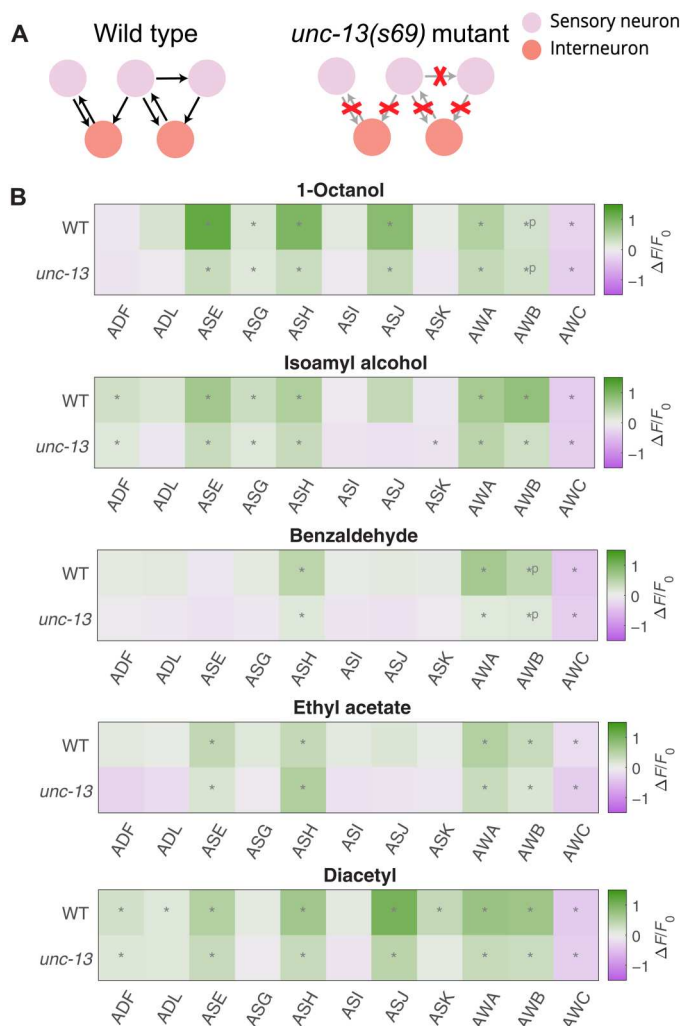 A
Wild type
unc-13(s69) mutant
Sensory neuron
Interneuron
B
1-Octanol
WT
* * * * * *p *
unc-13
* * * * * *p *
1
0
−1
ΔF/F0
ADF ADL ASE ASG ASH ASI ASJ ASK AWA AWB AWC
Isoamyl alcohol
WT
* * * * * * *
unc-13
* * * * * * * *
1
0
−1
ΔF/F0
ADF ADL ASE ASG ASH ASI ASJ ASK AWA AWB AWC
Benzaldehyde
WT
* * *p *
unc-13
* * *p *
1
0
−1
ΔF/F0
ADF ADL ASE ASG ASH ASI ASJ ASK AWA AWB AWC
Ethyl acetate
WT
* * * * *
unc-13
* * * * *
1
0
−1
ΔF/F0
ADF ADL ASE ASG ASH ASI ASJ ASK AWA AWB AWC
Diacetyl
WT
* * * * * * * * *
unc-13
* * * * * * *
1
0
−1
ΔF/F0
ADF ADL ASE ASG ASH ASI ASJ ASK AWA AWB AWC